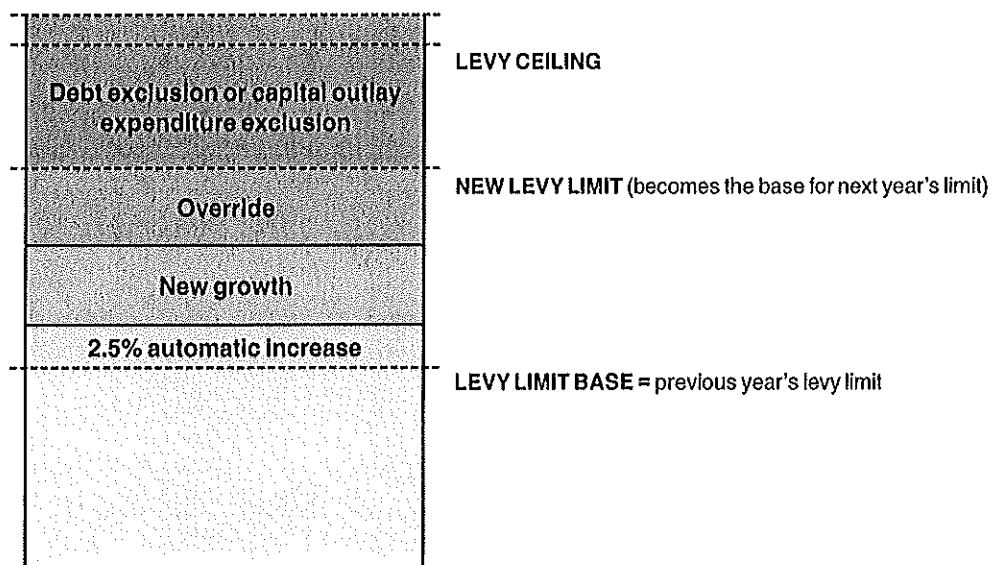 LEVY CEILING
Debt exclusion or capital outlay
expenditure exclusion
NEW LEVY LIMIT (becomes the base for next year's limit)
Override
New growth
2.5% automatic increase
LEVY LIMIT BASE = previous year's levy limit